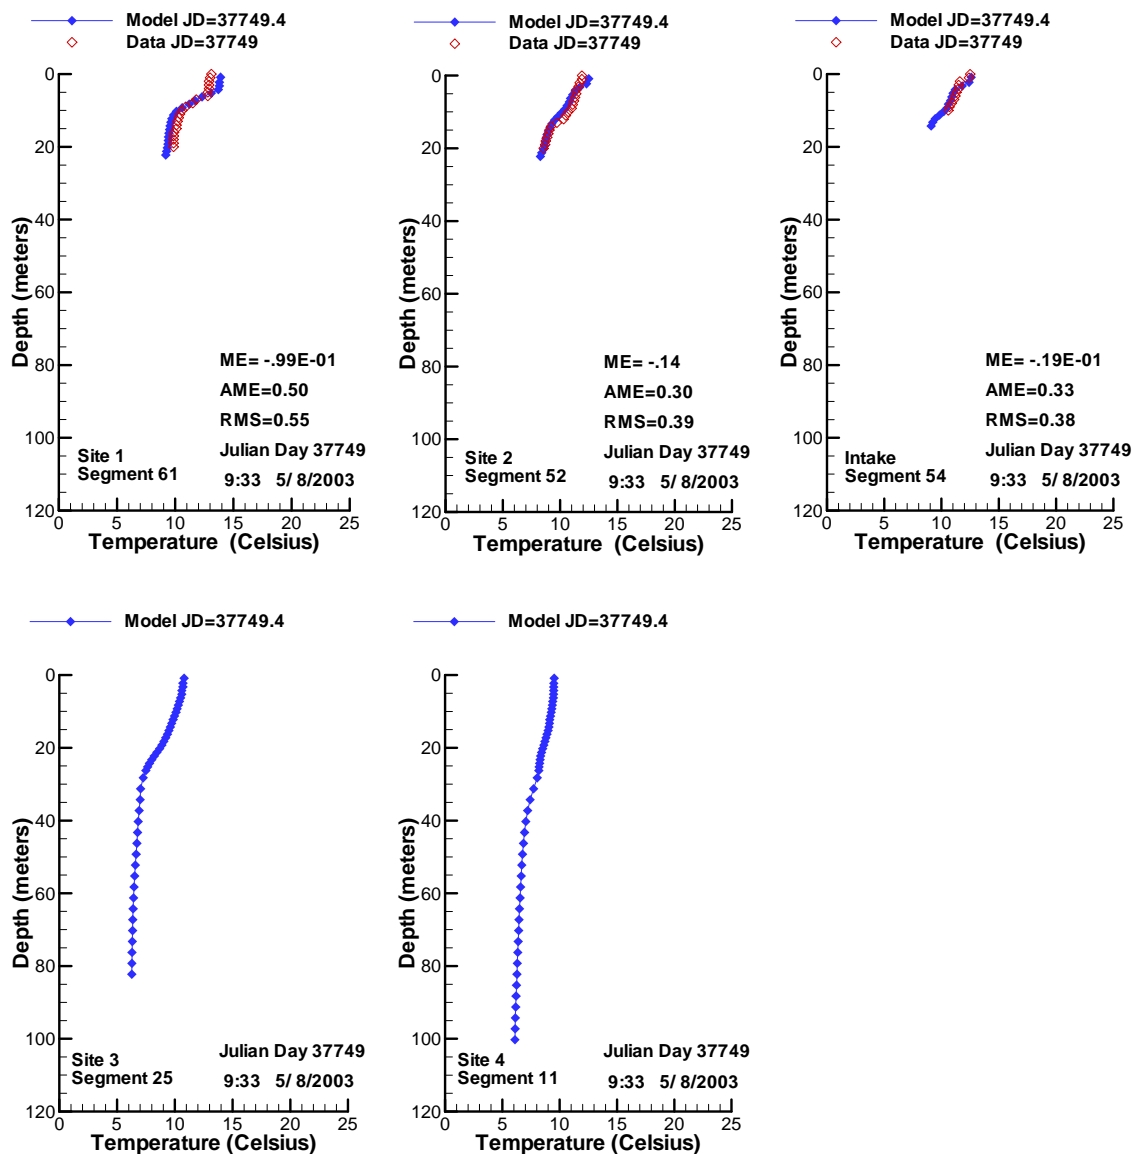 Model JD=37749.4
Data JD=37749
0
20
40
60
80
100
120
Depth (meters)
ME= -.99E-01
AME=0.50
RMS=0.55
Julian Day 37749
Site 1
Segment 61
9:33 5/ 8/2003
0 5 10 15 20 25
Temperature (Celsius)
Model JD=37749.4
Data JD=37749
0
20
40
60
80
100
120
Depth (meters)
ME= -.14
AME=0.30
RMS=0.39
Julian Day 37749
Site 2
Segment 52
9:33 5/ 8/2003
0 5 10 15 20 25
Temperature (Celsius)
Model JD=37749.4
Data JD=37749
0
20
40
60
80
100
120
Depth (meters)
ME= -.19E-01
AME=0.33
RMS=0.38
Julian Day 37749
Intake
Segment 54
9:33 5/ 8/2003
0 5 10 15 20 25
Temperature (Celsius)
Model JD=37749.4
0
20
40
60
80
100
120
Depth (meters)
Julian Day 37749
Site 3
Segment 25
9:33 5/ 8/2003
0 5 10 15 20 25
Temperature (Celsius)
Model JD=37749.4
0
20
40
60
80
100
120
Depth (meters)
Julian Day 37749
Site 4
Segment 11
9:33 5/ 8/2003
0 5 10 15 20 25
Temperature (Celsius)